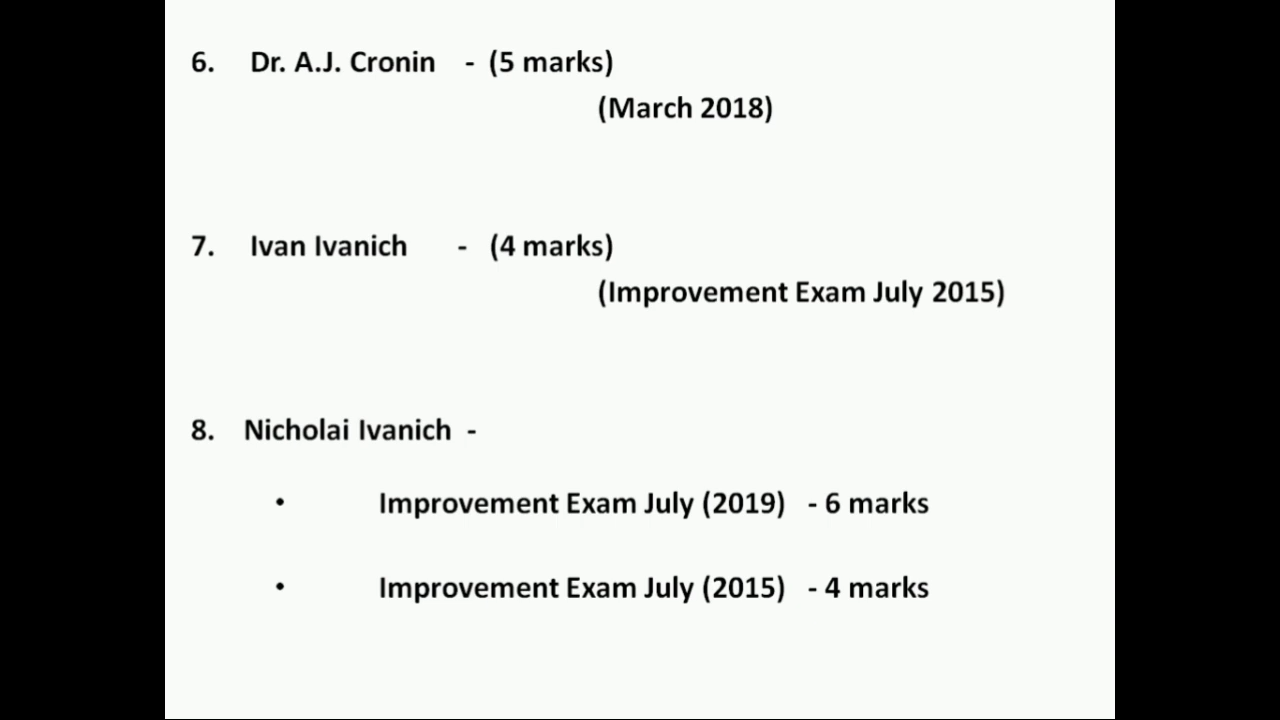 6. Dr. A.J. Cronin - (5 marks)
(March 2018)
7. Ivan Ivanich - (4 marks)
(Improvement Exam July 2015)
8. Nicholai Ivanich -
• Improvement Exam July (2019) - 6 marks
• Improvement Exam July (2015) - 4 marks